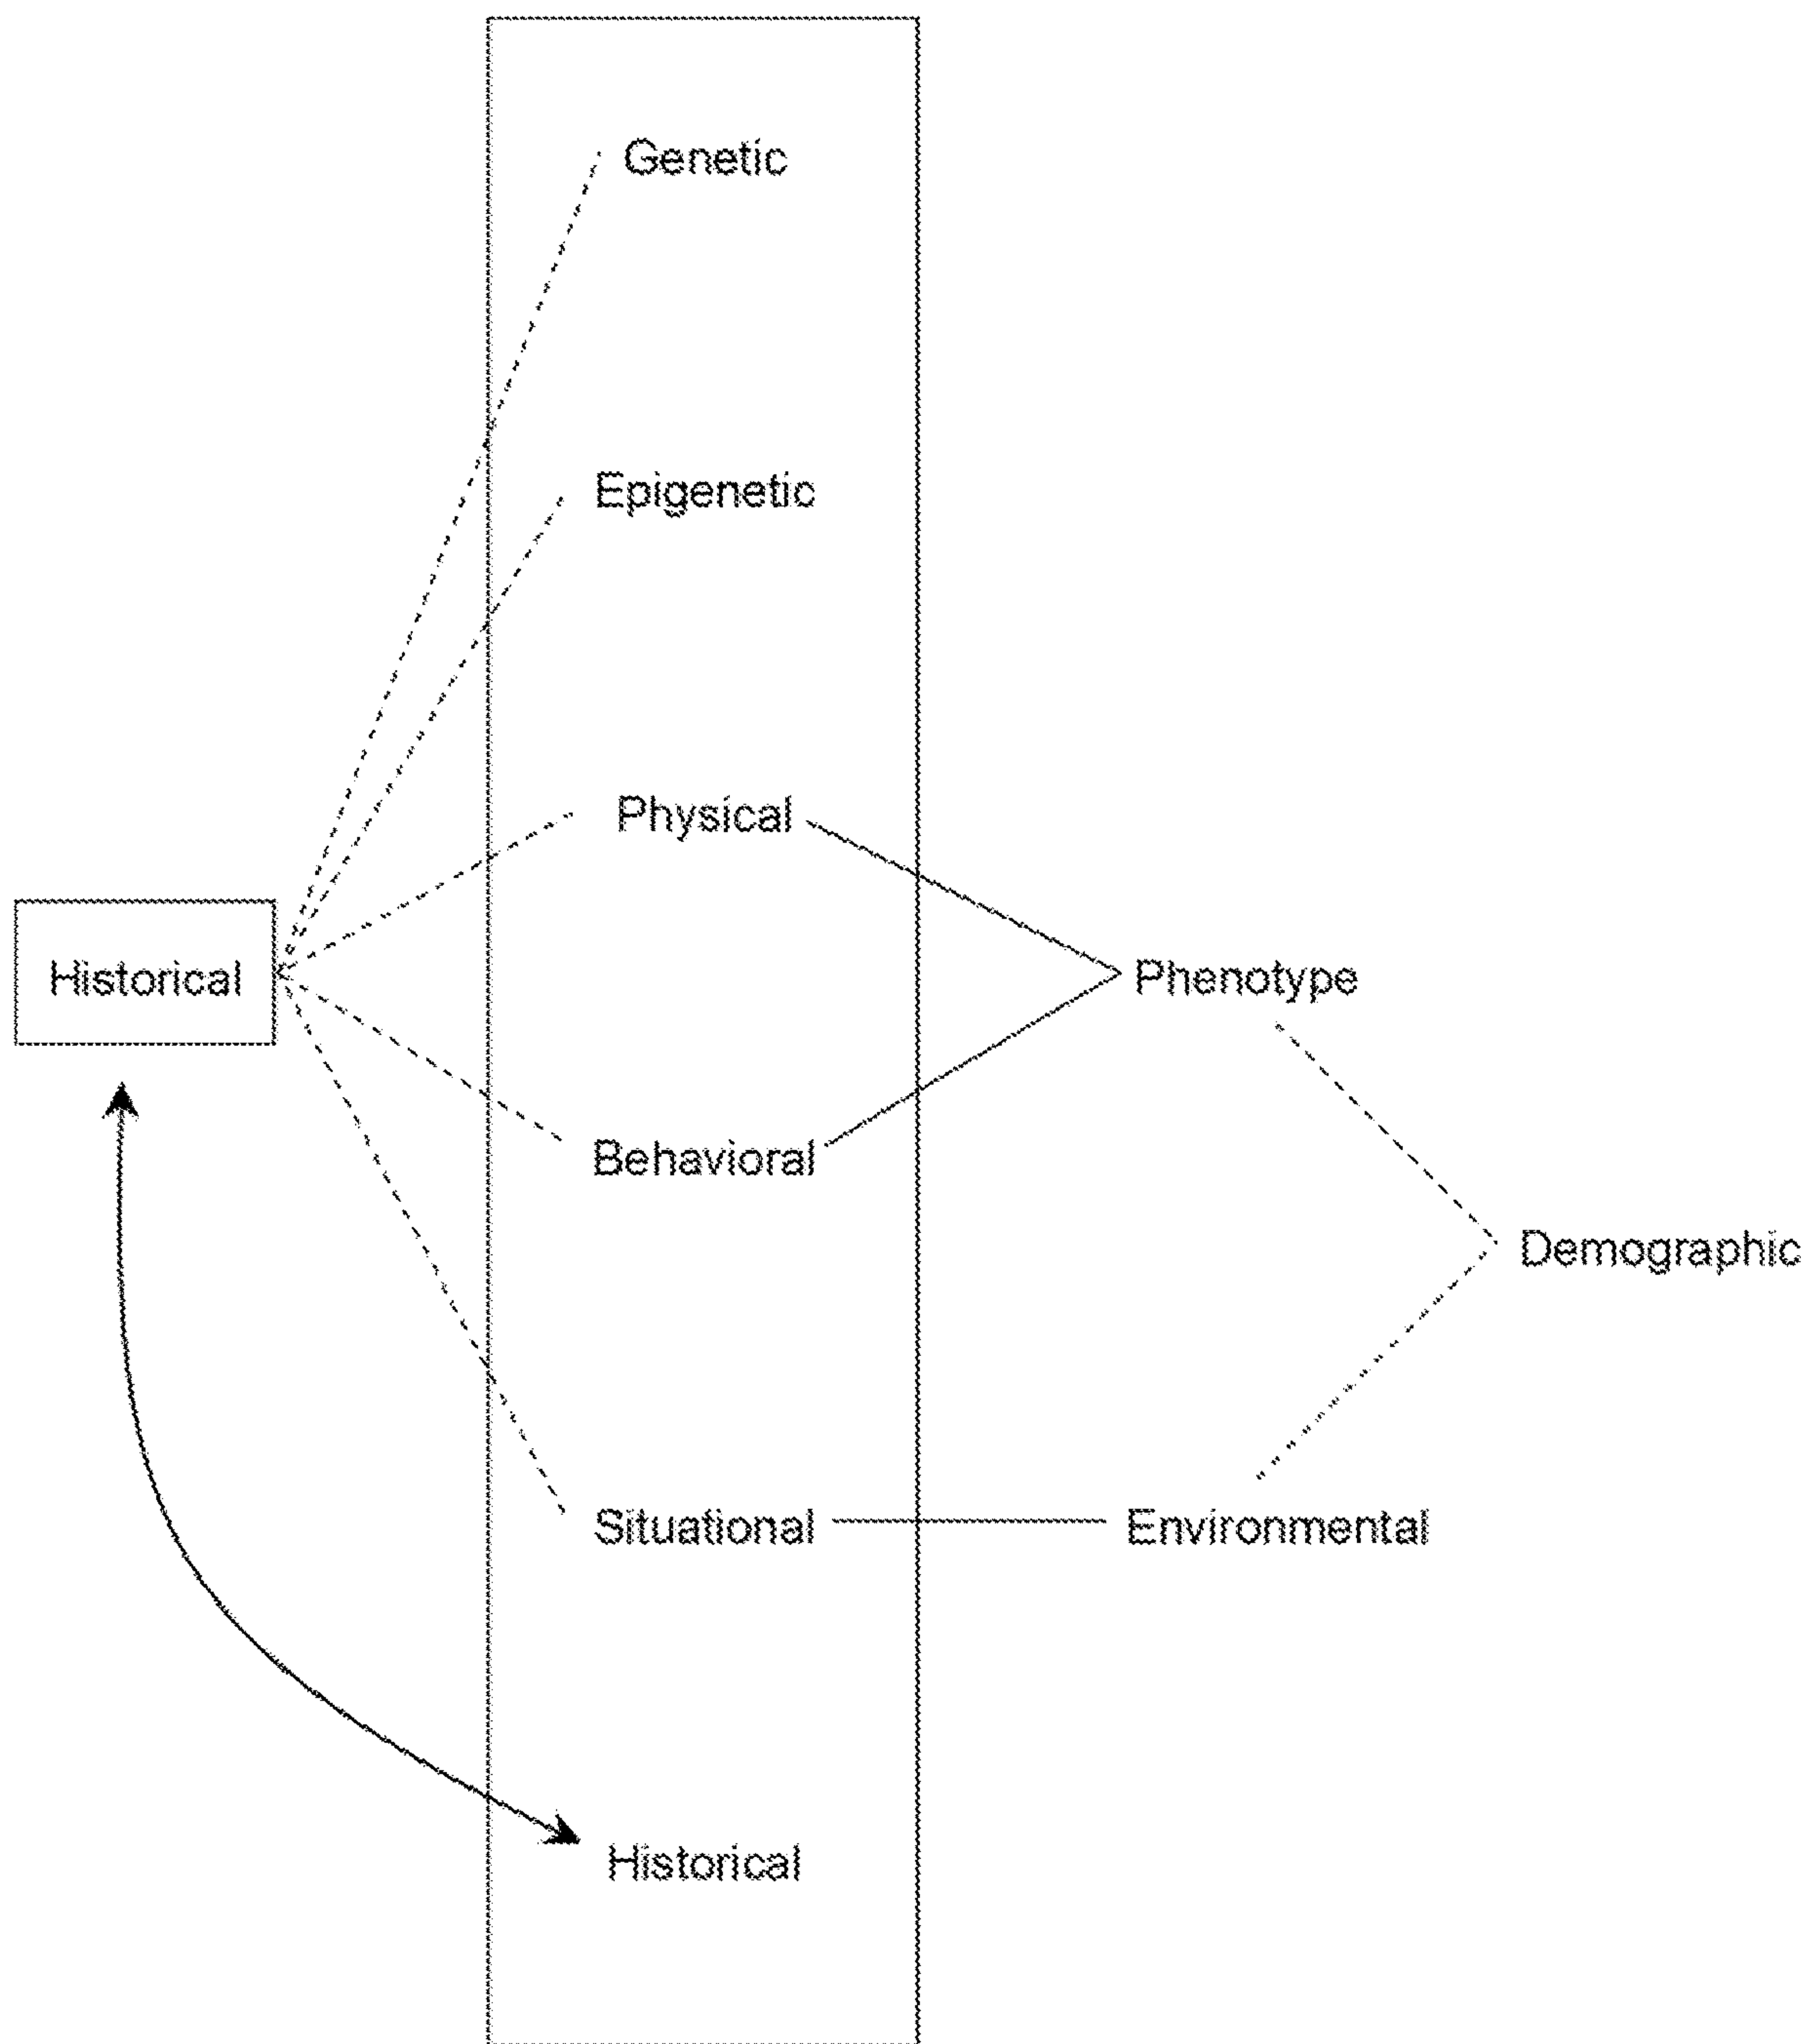 Genetic
Epigenetic
Physical
Historical
Phenotype
Behavioral
Demographic
Situational
Environmental
Historical